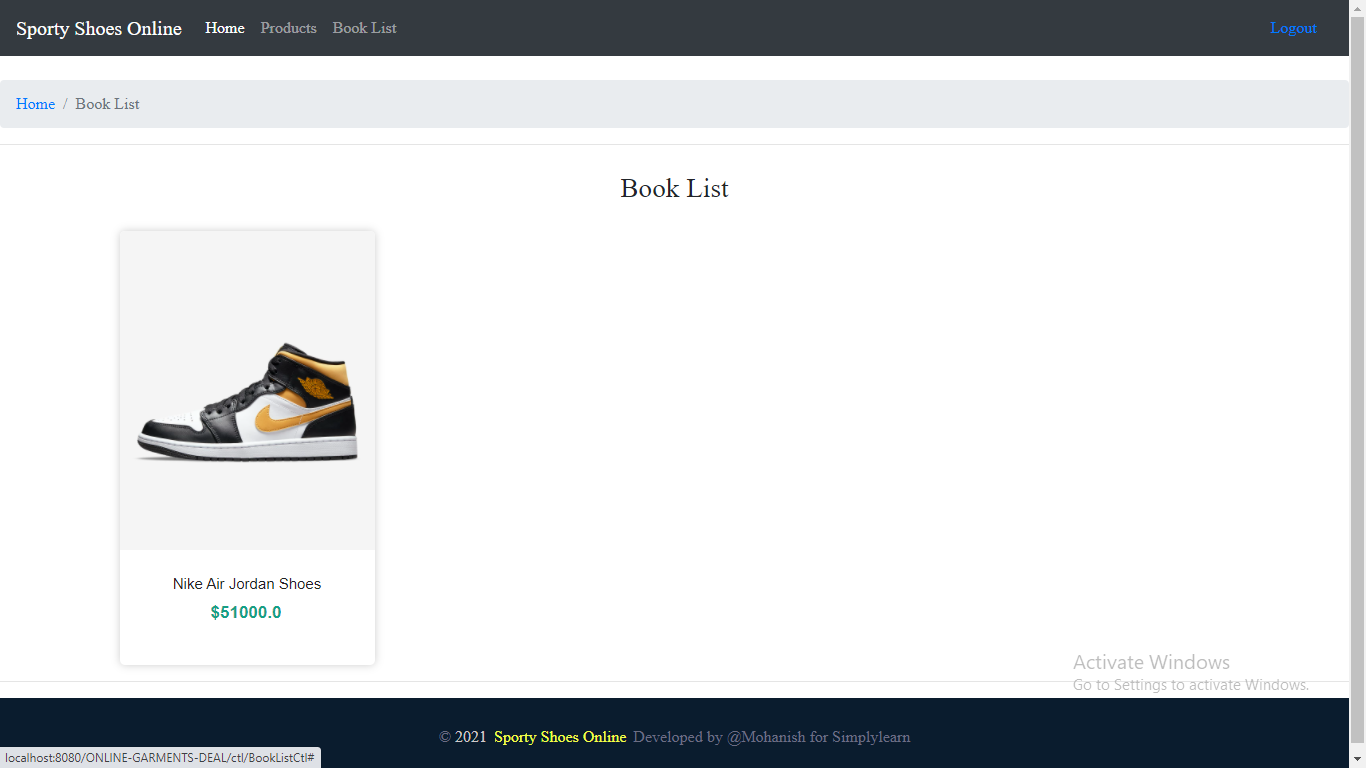 Sporty Shoes Online Home Products Book List Logout
Home / Book List
Book List
Nike Air Jordan Shoes
$51000.0
Activate Windows
Go to Settings to activate Windows.
© 2021 Sporty Shoes Online Developed by @Mohanish for Simplylearn
localhost:8080/ONLINE-GARMENTS-DEAL/ctl/BookListCtl#